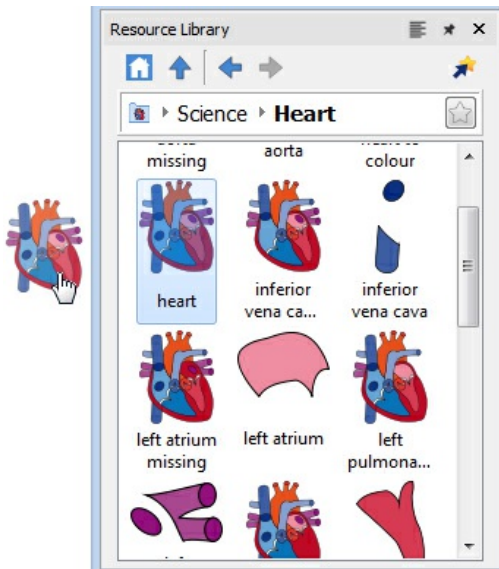 Resource Library
Science Heart
aorta
missing
colour
heart
inferior
vena ca...
inferior
vena cava
left atrium
missing
left atrium
left
pulmona...